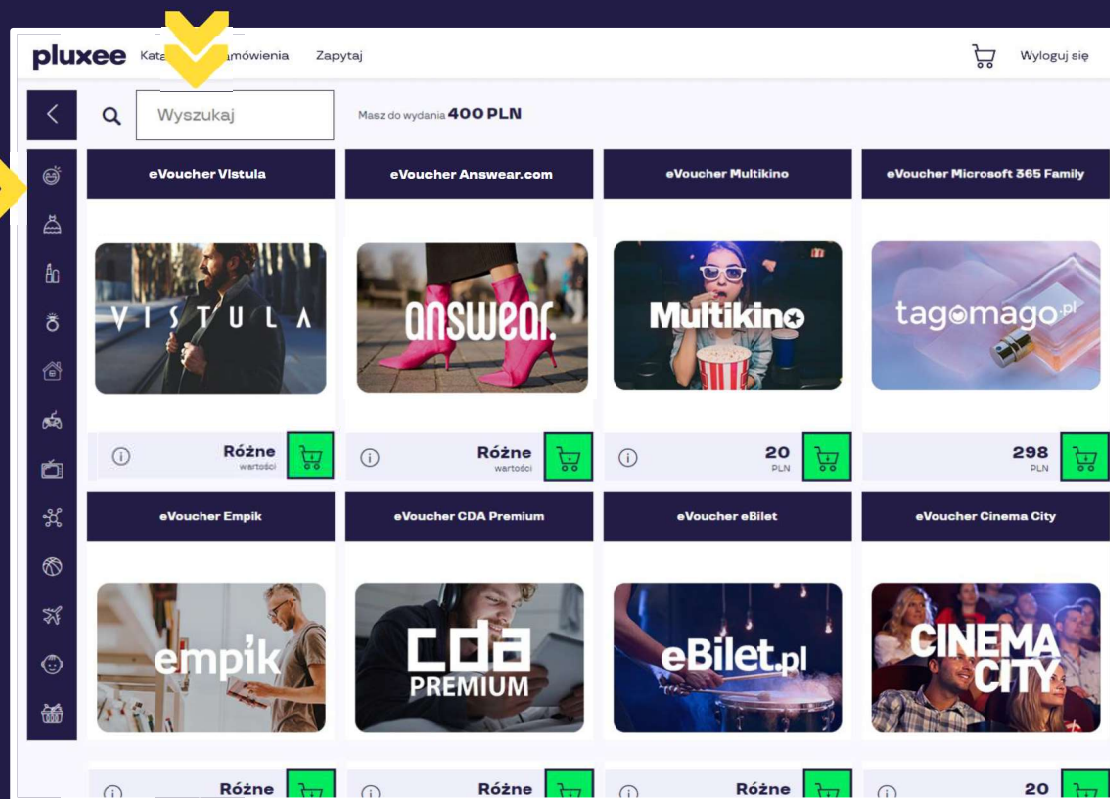 pluxee
Zapytaj
Wyloguj się
Wyszukaj
Masz do wydania 400 PLN
eVoucher Vistula
eVoucher Answear.com
eVoucher Multikino
eVoucher Microsoft 365 Family
VISTULA
answear.
Multikino
tagomago.pl
Różne
wartości
Różne
wartości
20
PLN
298
PLN
eVoucher Empik
eVoucher CDA Premium
eVoucher eBilet
eVoucher Cinema City
empik
cda
PREMIUM
eBilet.pl
CINEMA
CITY
Różne
Różne
Różne
20